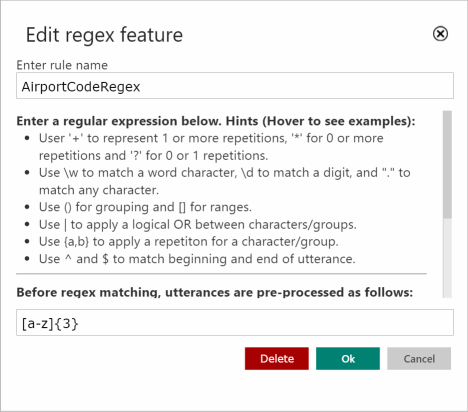 Edit regex feature
Enter rule name
AirportCodeRegex
Enter a regular expression below. Hints (Hover to see examples):
• User '+' to represent 1 or more repetitions, '*' for 0 or more
repetitions and '?' for 0 or 1 repetitions.
• Use \w to match a word character, \d to match a digit, and "." to
match any character.
• Use () for grouping and [] for ranges.
• Use | to apply a logical OR between characters/groups.
• Use {a,b} to apply a repetiton for a character/group.
• Use ^ and $ to match beginning and end of utterance.
Before regex matching, utterances are pre-processed as follows:
[a-z]{3}
Delete Ok Cancel